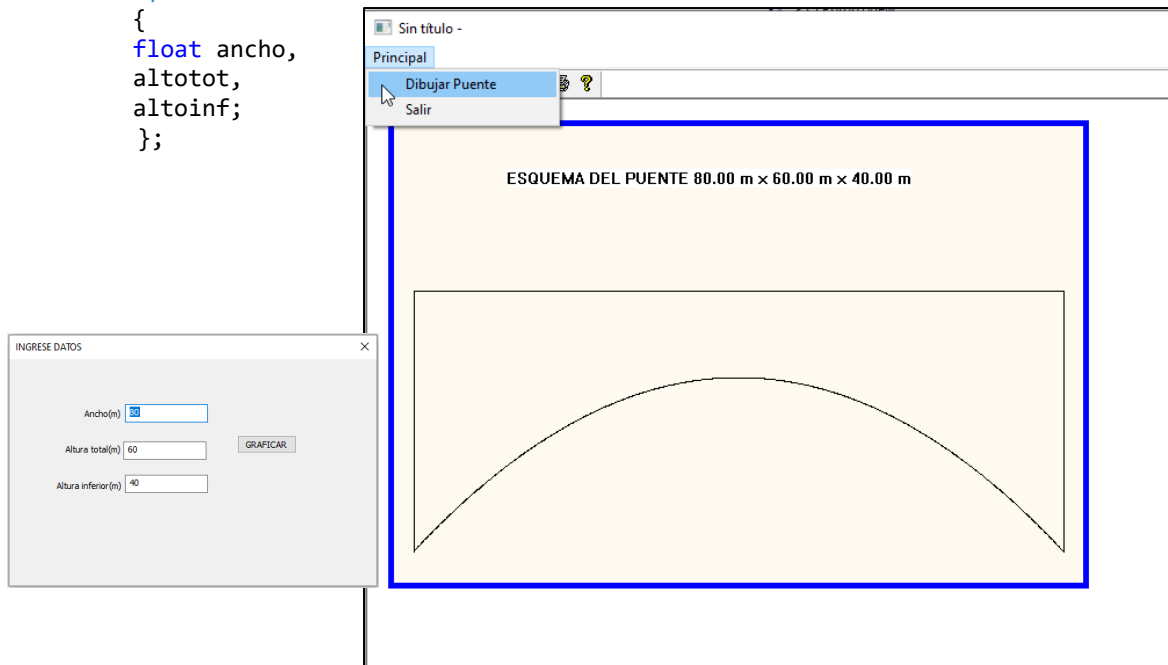 {
float ancho,
altotot,
altoinf;
};
Sin título -
Principal
Dibujar Puente
Salir
ESQUEMA DEL PUENTE 80.00 m x 60.00 m x 40.00 m
INGRESE DATOS
Ancho(m) 80
Altura total(m) 60
GRAFICAR
Altura inferior(m) 40